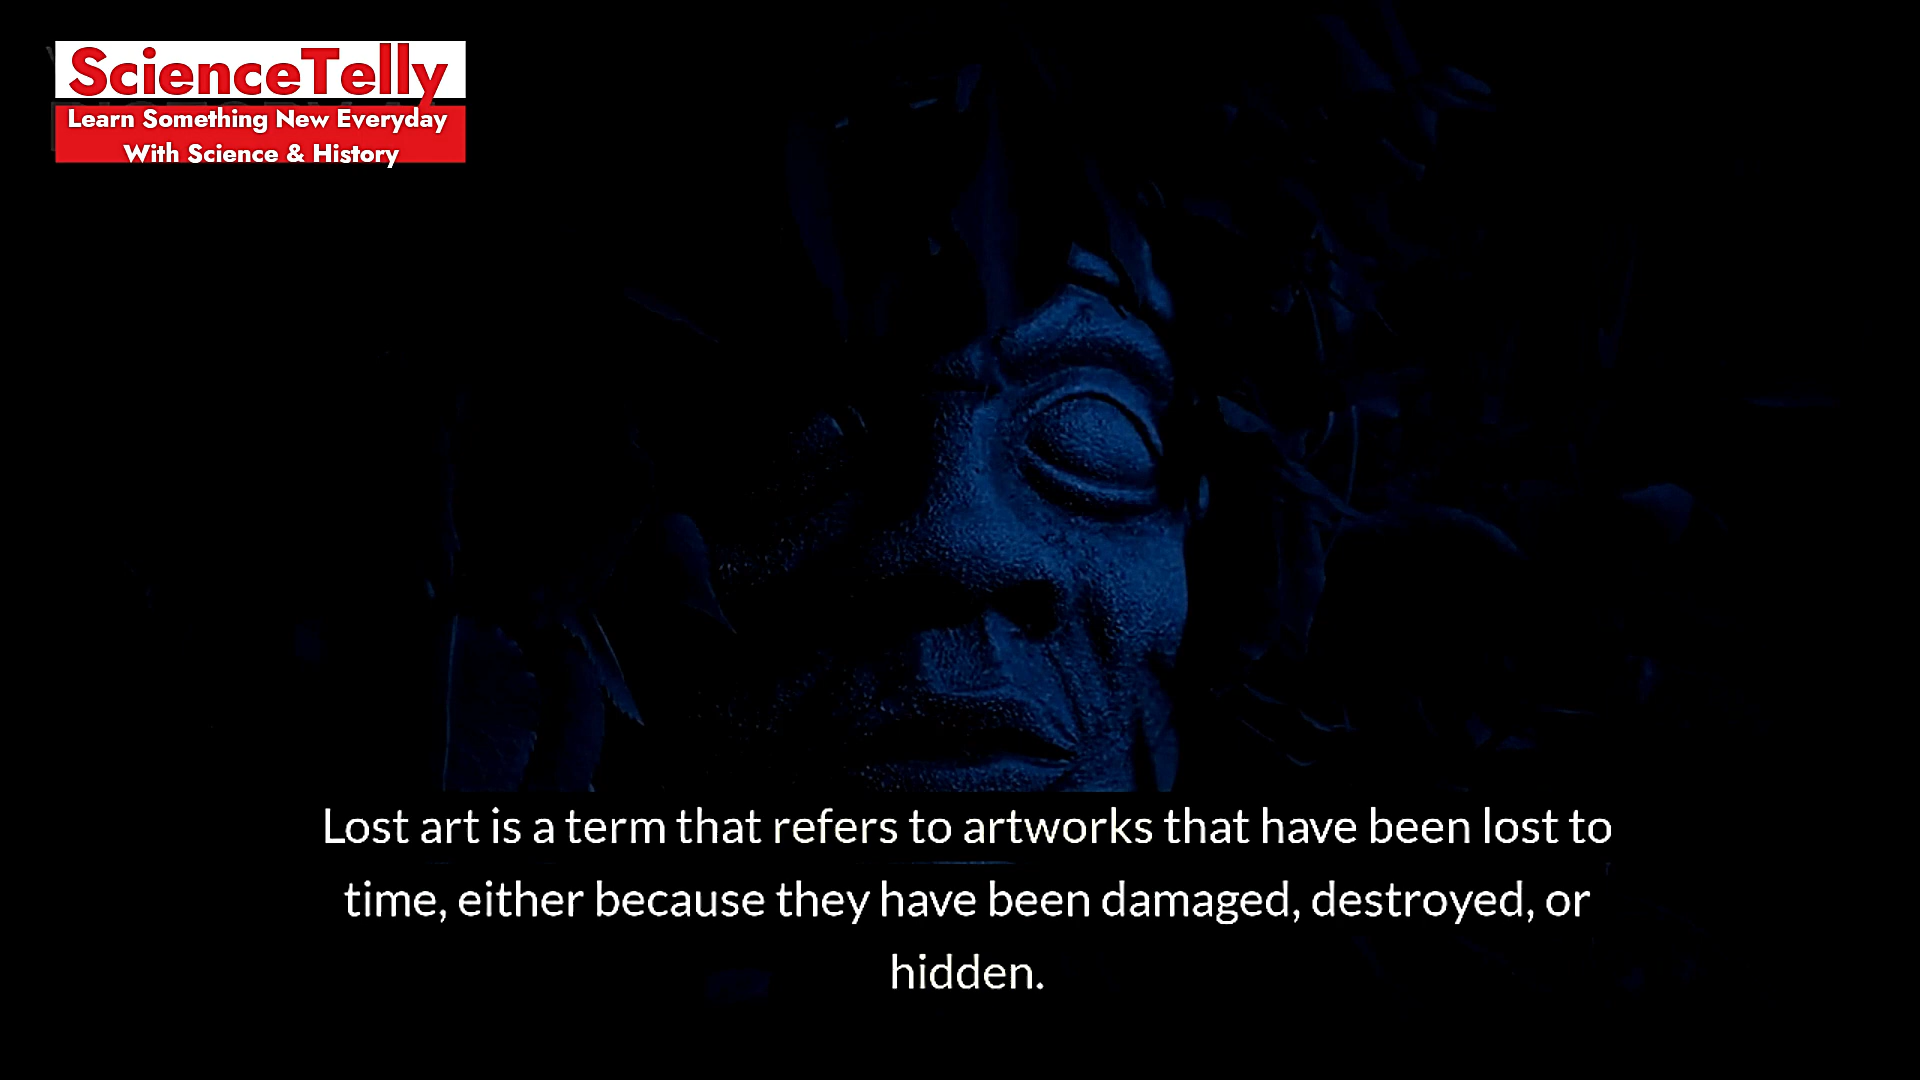 ScienceTelly
Learn Something New Everyday
With Science & History
Lost art is a term that refers to artworks that have been lost to
time, either because they have been damaged, destroyed, or
hidden.